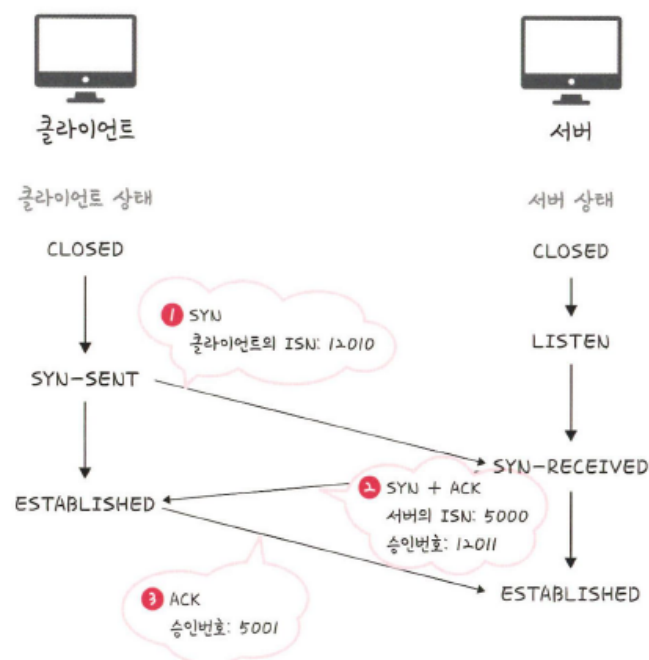 클라이언트
서버
클라이언트 상태
서버 상태
CLOSED
CLOSED
1 SYN
클라이언트의 ISN: 12010
LISTEN
SYN-SENT
SYN-RECEIVED
2 SYN + ACK
서버의 ISN: 5000
승인번호: 12011
ESTABLISHED
ESTABLISHED
3 ACK
승인번호: 5001